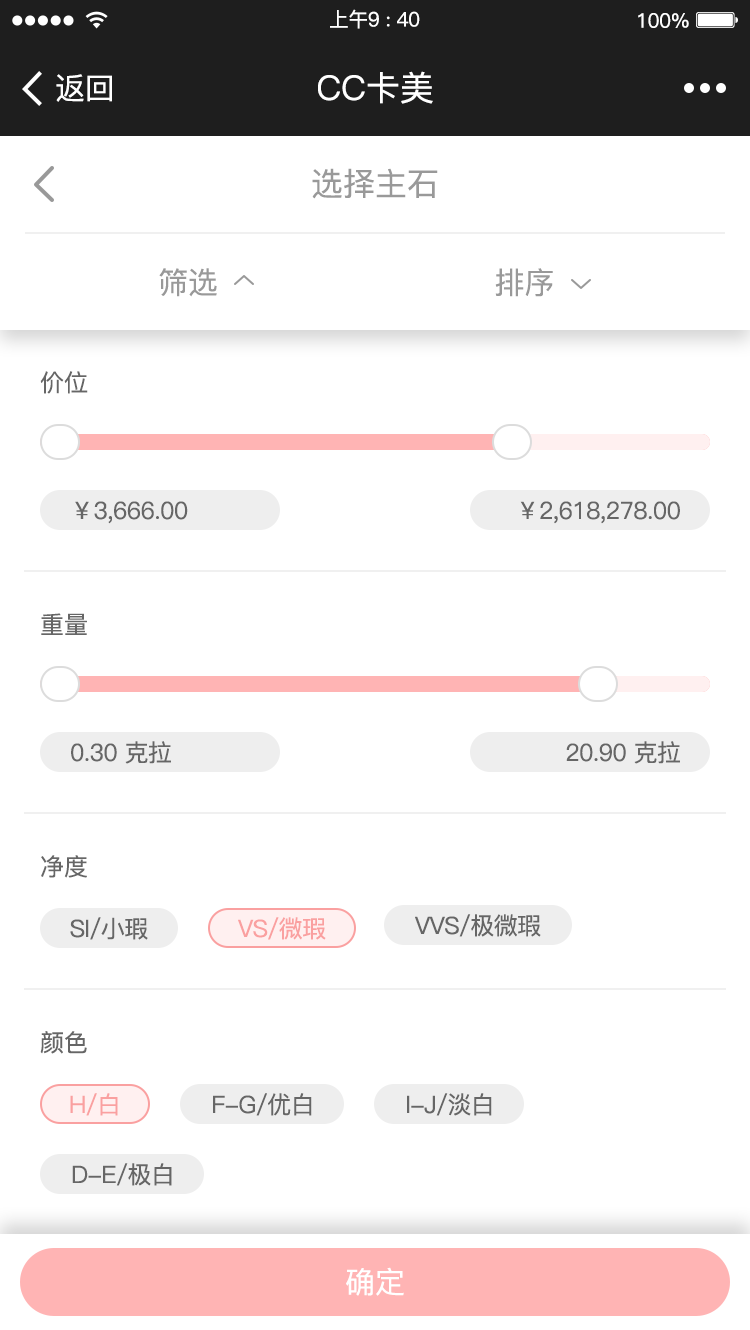 上午9 : 40
100%
返回
CC卡美
选择主石
筛选 排序
价位
￥3,666.00 ￥2,618,278.00
重量
0.30 克拉 20.90 克拉
净度
SI/小瑕 VS/微瑕 VVS/极微瑕
颜色
H/白 F–G/优白 I–J/淡白
D–E/极白
确定